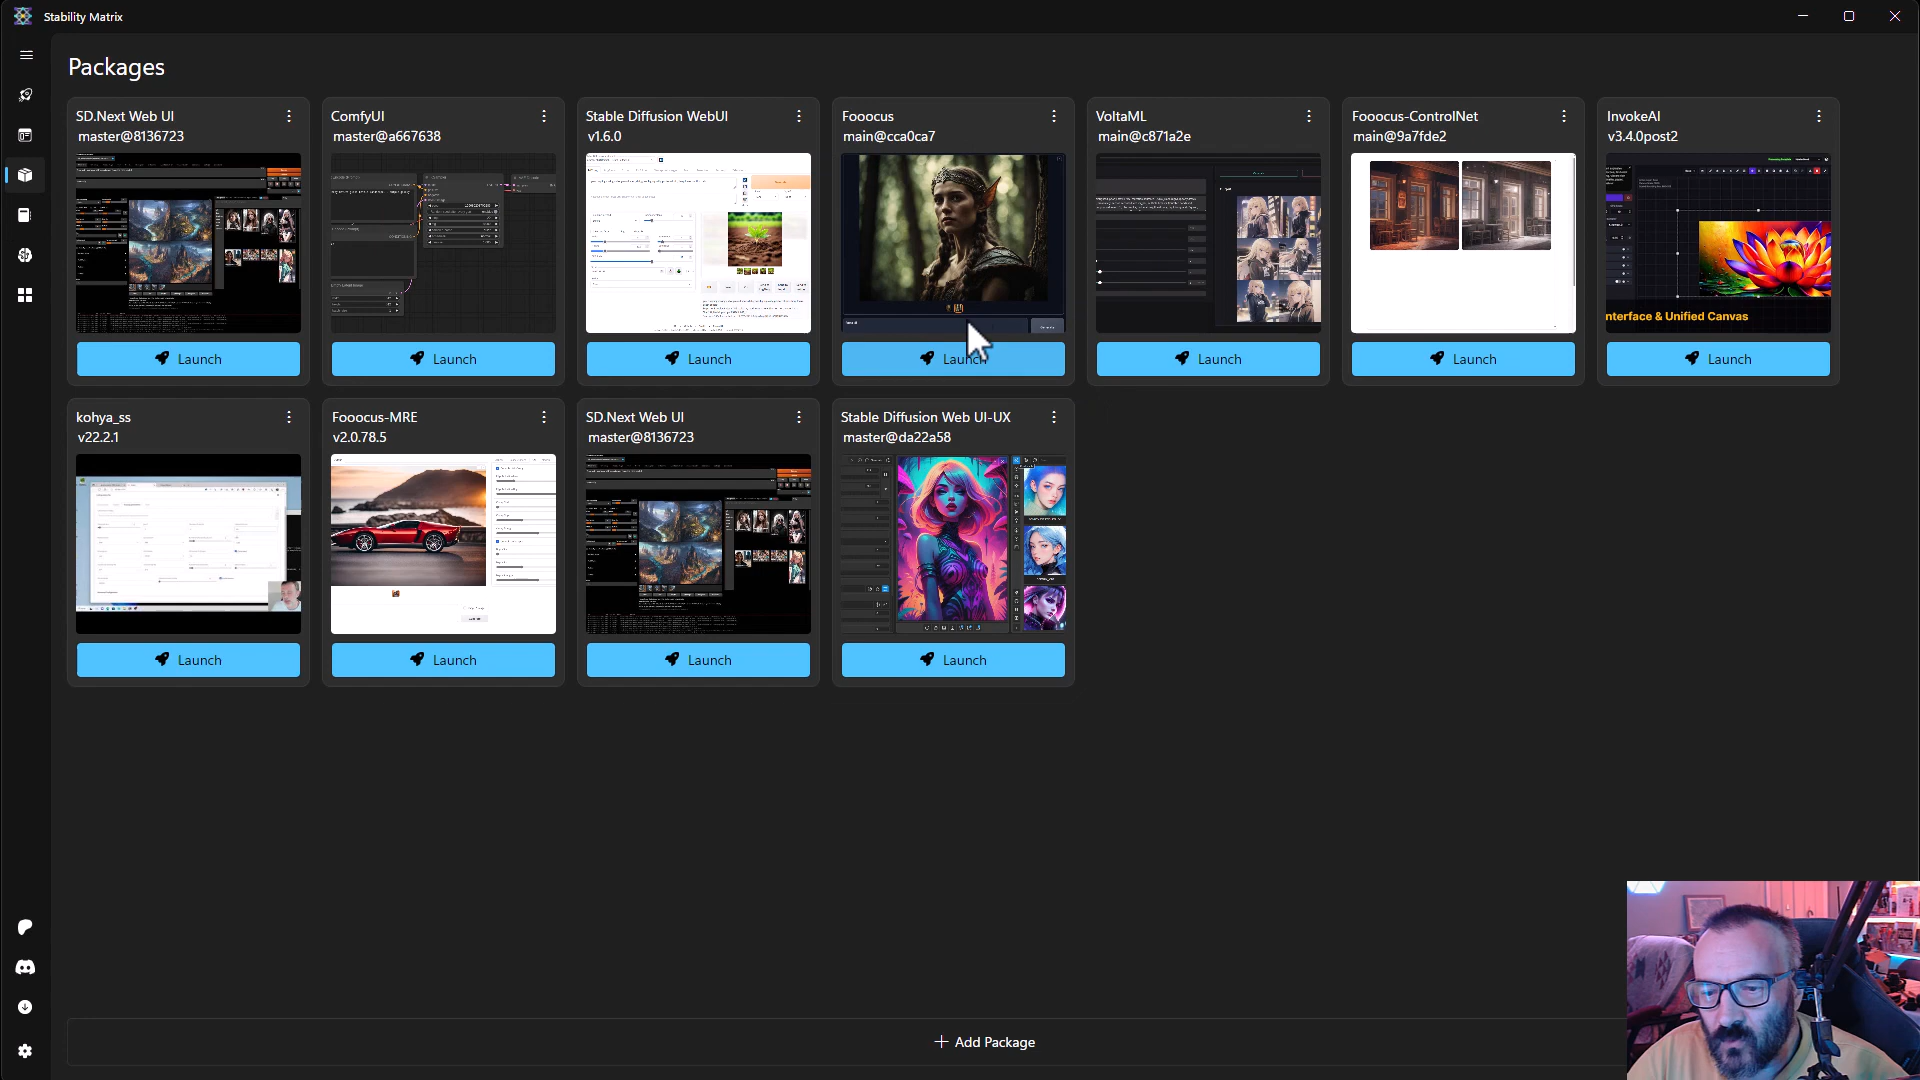 Stability Matrix
Packages
SD.Next Web UI
master@8136723
Launch
ComfyUI
master@a667638
Launch
Stable Diffusion WebUI
v1.6.0
Launch
Fooocus
main@cca0ca7
Launch
VoltaML
main@c871a2e
Launch
Fooocus-ControlNet
main@9a7fde2
Launch
InvokeAI
v3.4.0post2
nterface & Unified Canvas
Launch
kohya_ss
v22.2.1
Launch
Fooocus-MRE
v2.0.78.5
Launch
SD.Next Web UI
master@8136723
Launch
Stable Diffusion Web UI-UX
master@da22a58
Launch
Add Package